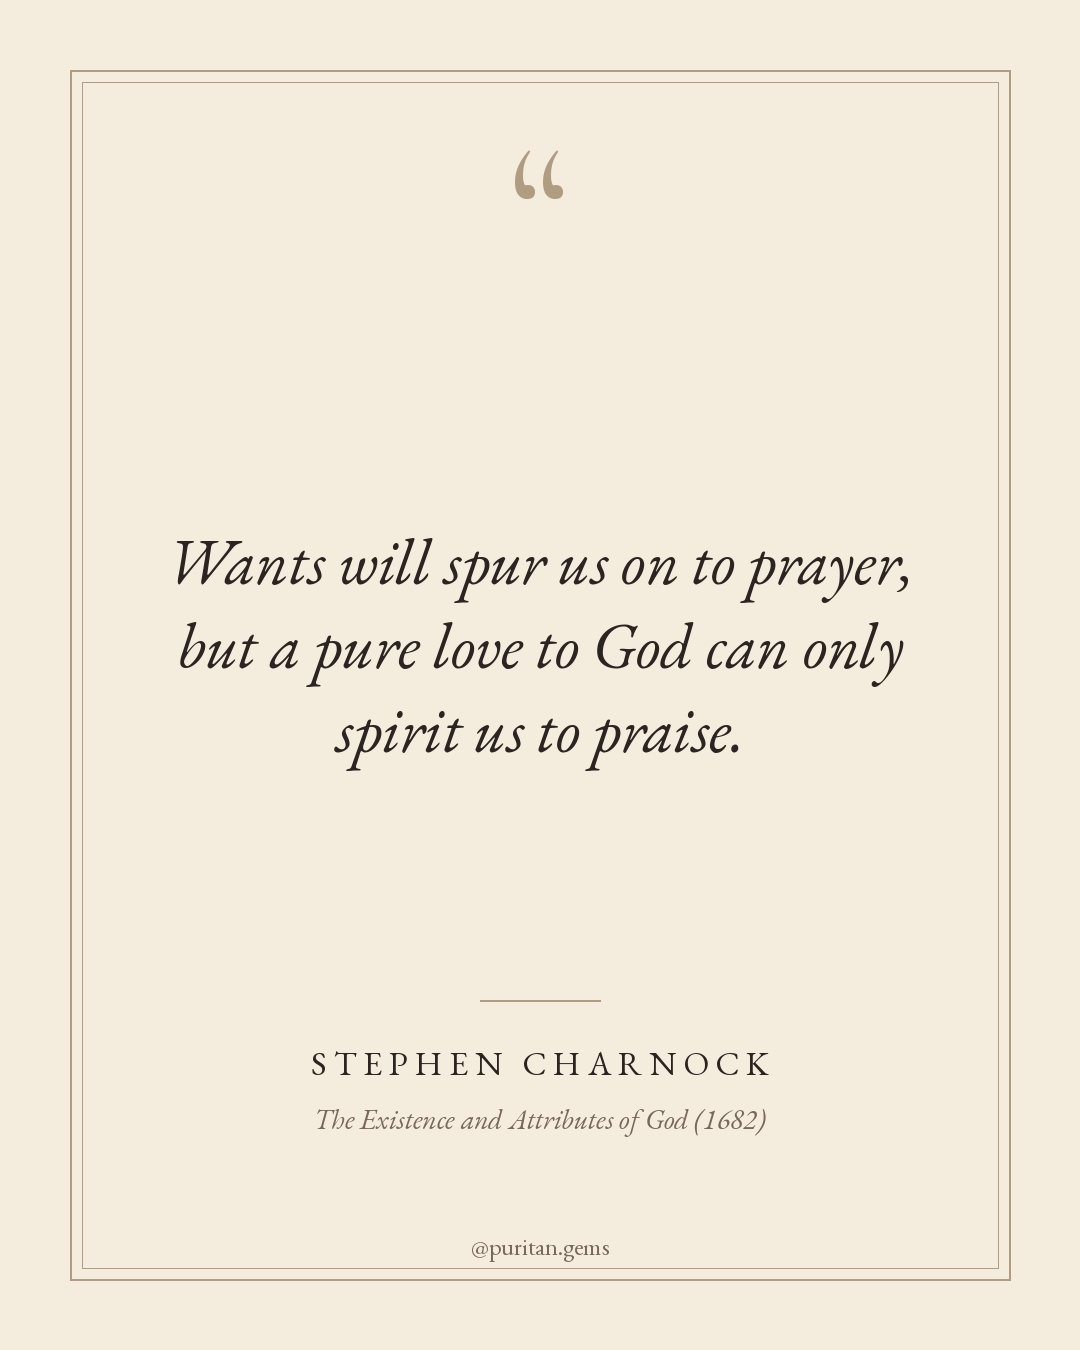 “
Wants will spur us on to prayer,
but a pure love to God can only
spirit us to praise.
STEPHEN CHARNOCK
The Existence and Attributes of God (1682)
@puritan.gems